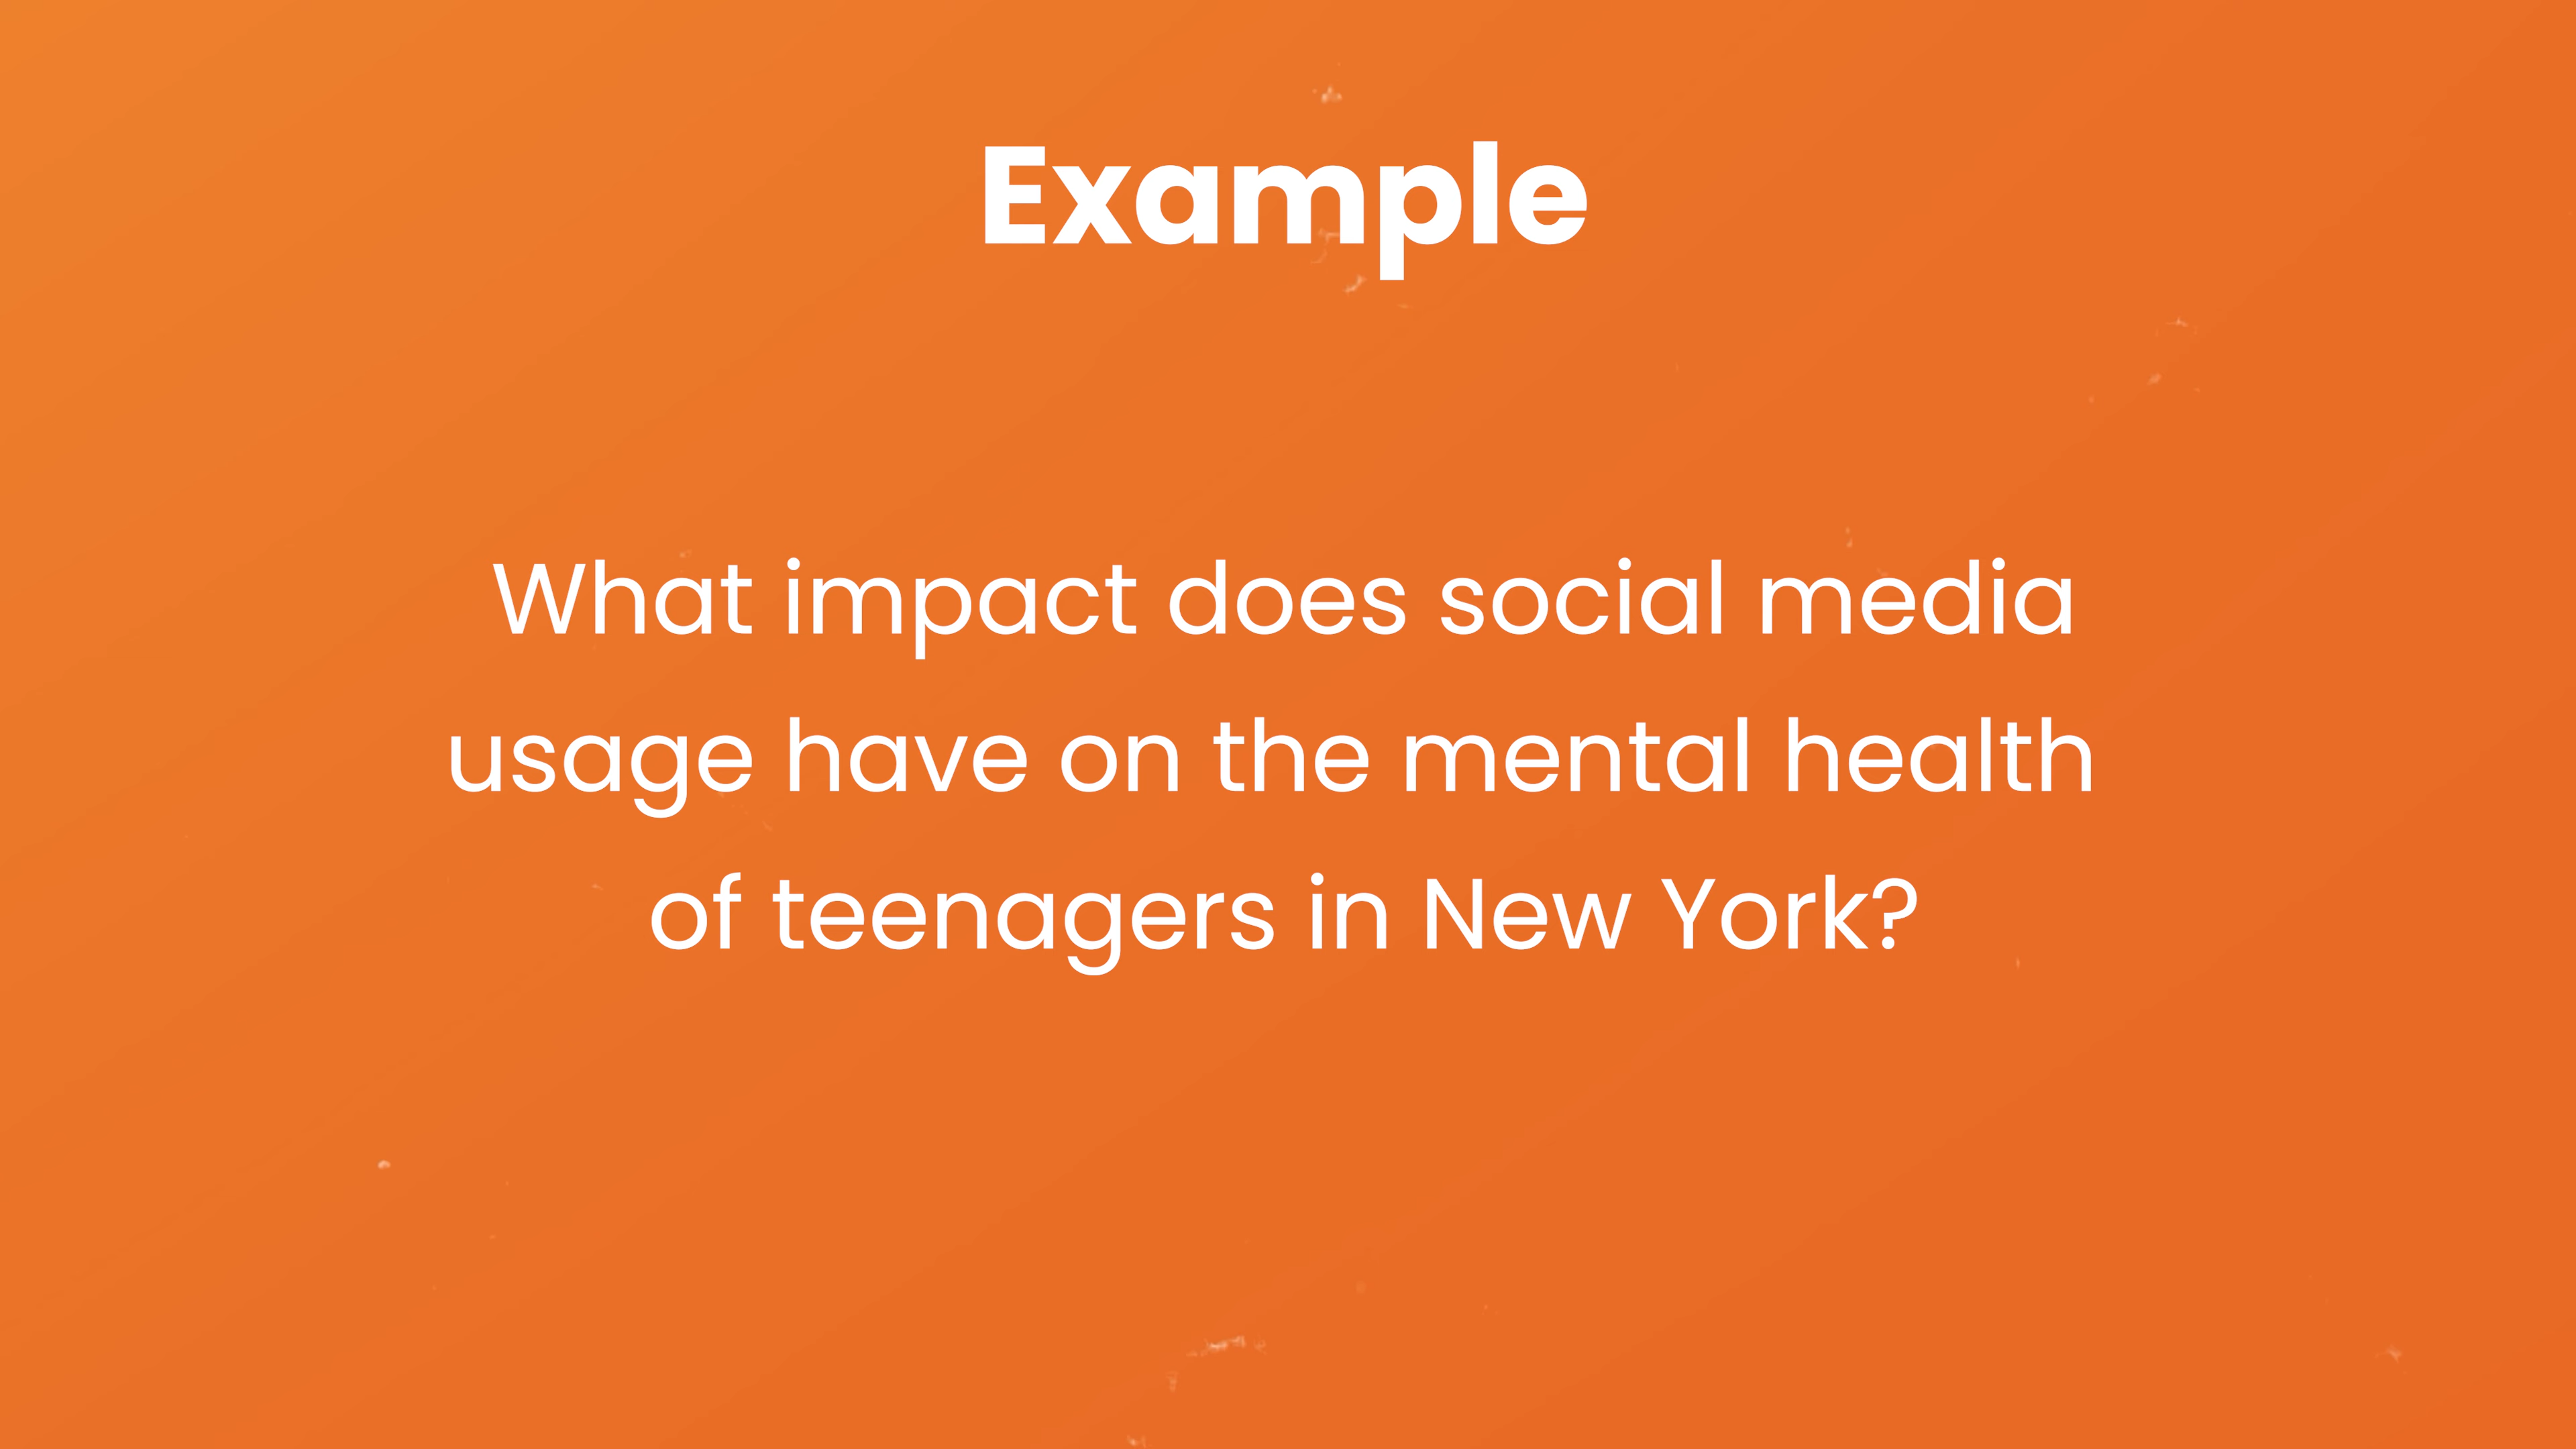 Example
What impact does social media
usage have on the mental health
of teenagers in New York?